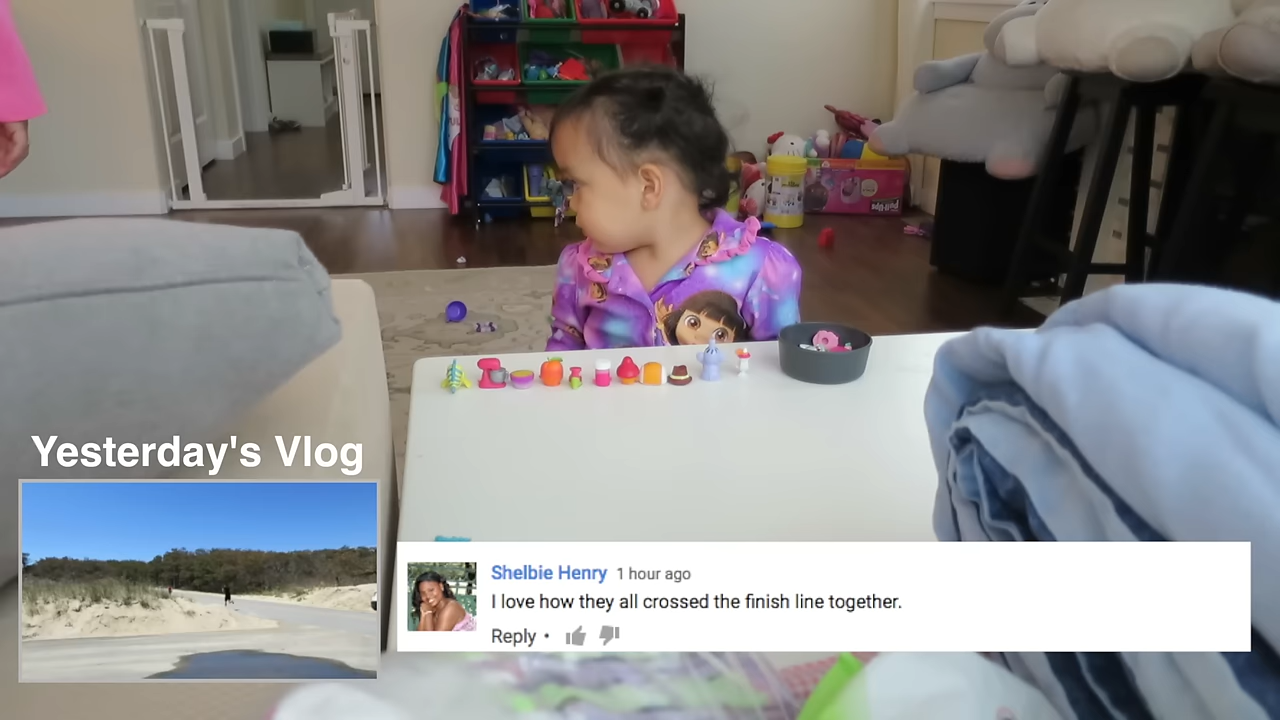 Yesterday's Vlog
Shelbie Henry 1 hour ago
I love how they all crossed the finish line together.
Reply •